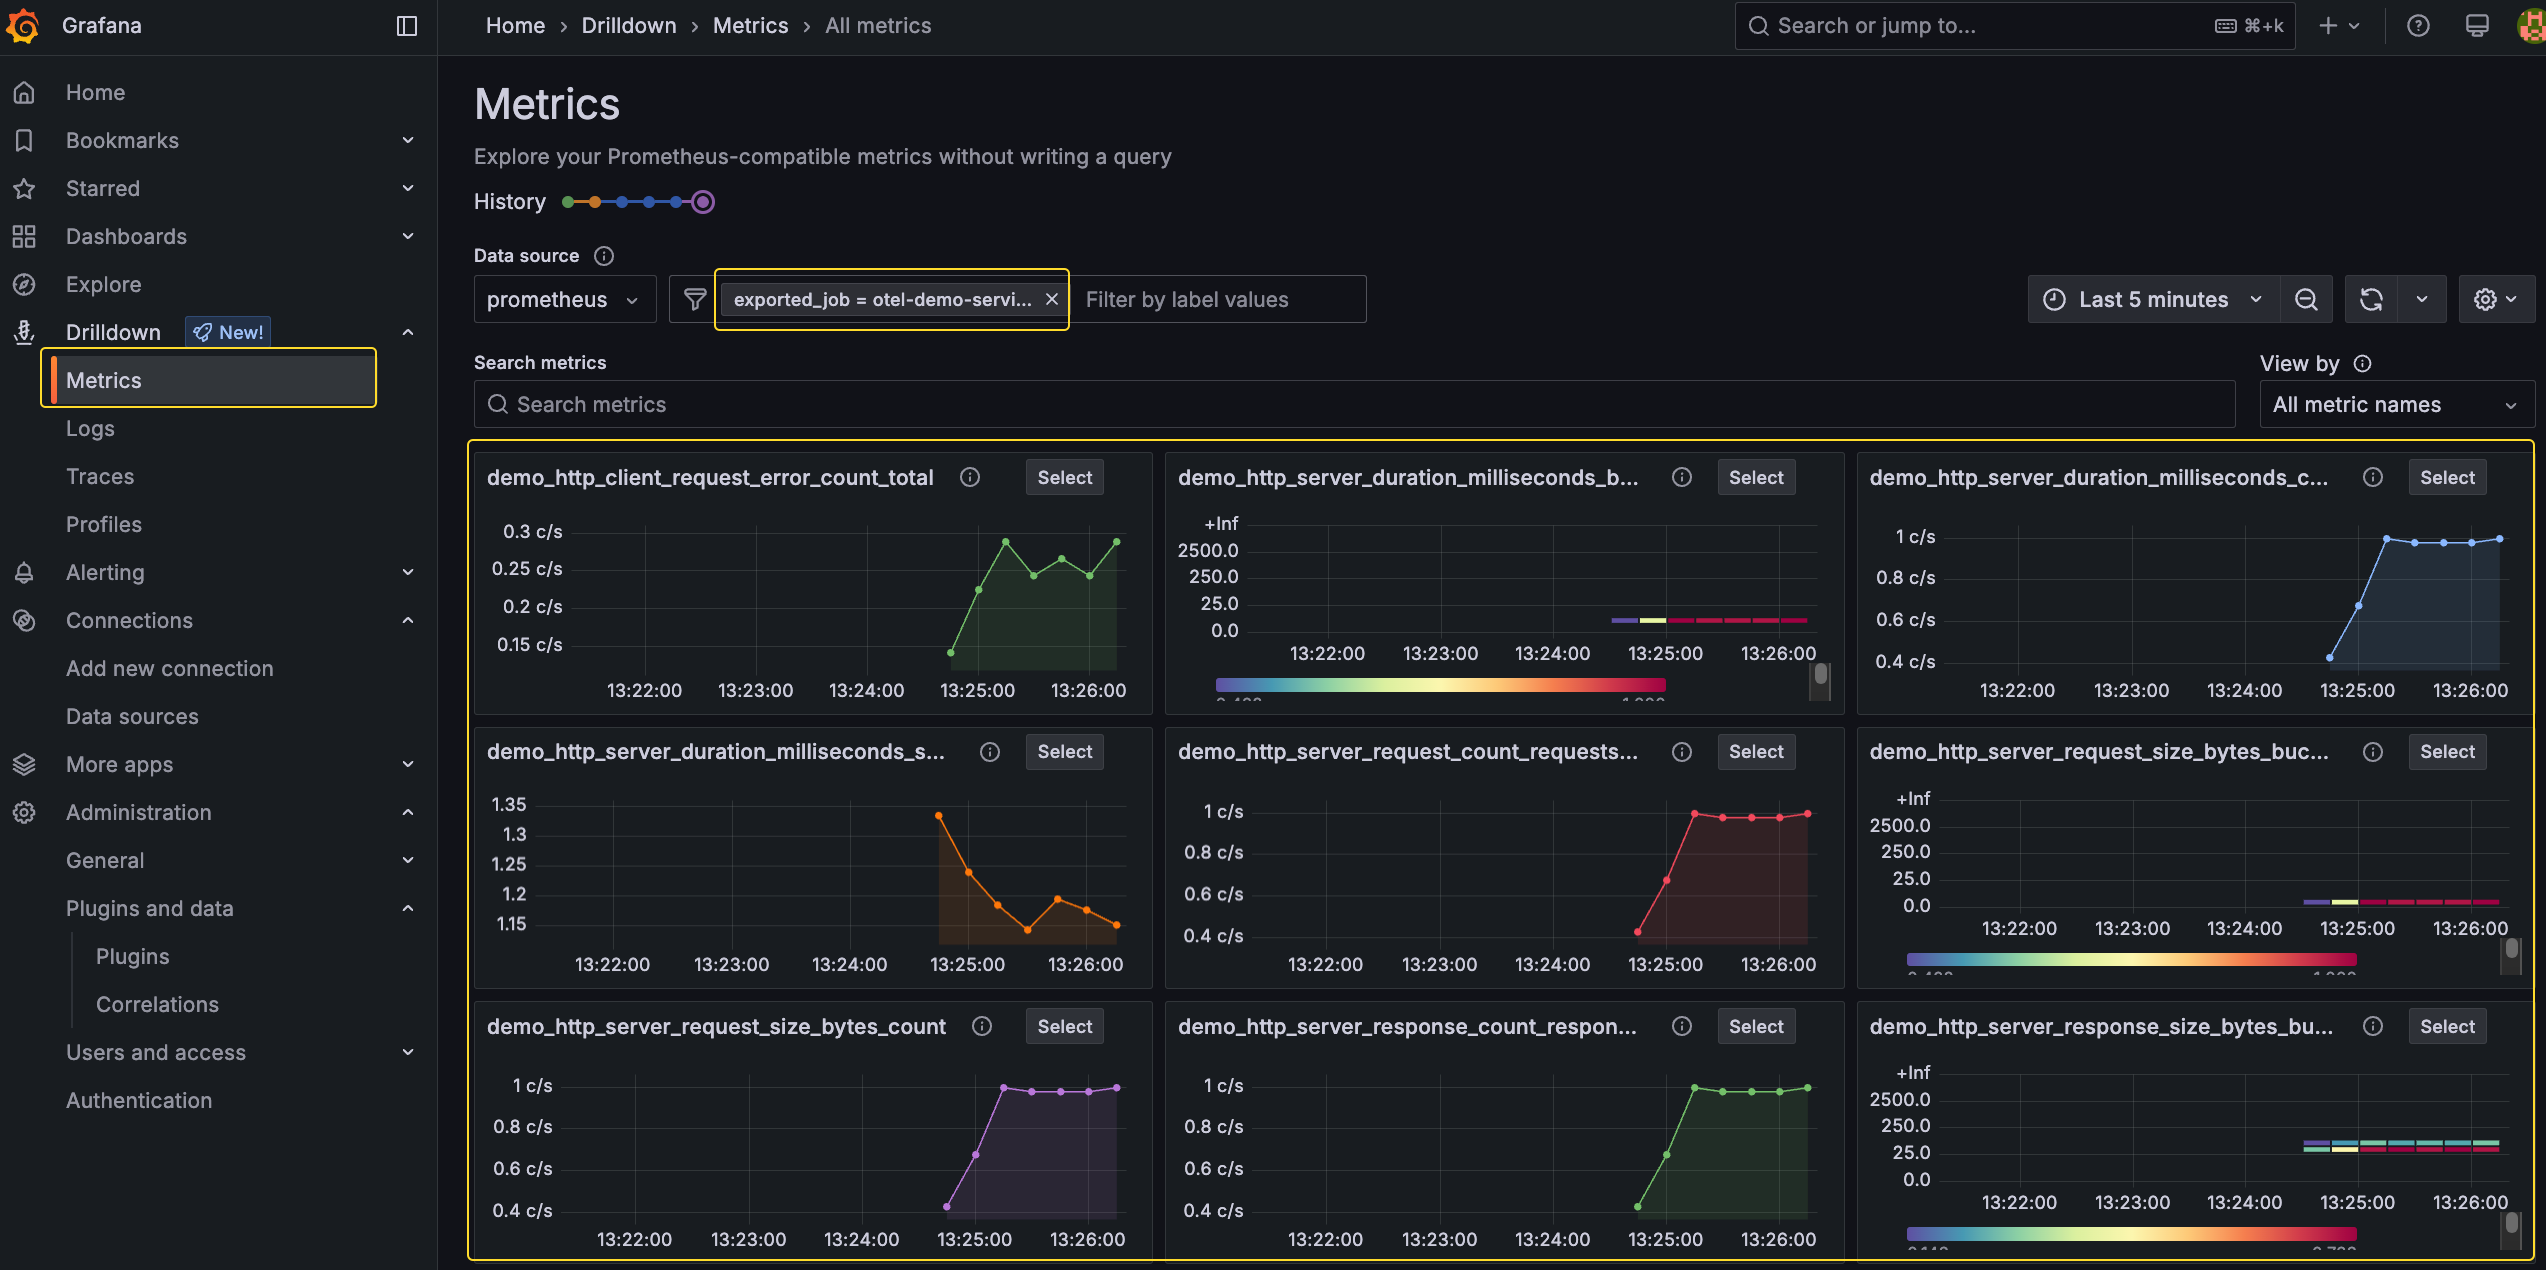 Grafana
Home › Drilldown › Metrics › All metrics
Search or jump to... ⌘+k
Home
Bookmarks
Starred
Dashboards
Explore
Drilldown New!
Metrics
Logs
Traces
Profiles
Alerting
Connections
Add new connection
Data sources
More apps
Administration
General
Plugins and data
Plugins
Correlations
Users and access
Authentication
Metrics
Explore your Prometheus-compatible metrics without writing a query
History
Data source
prometheus
exported_job = otel-demo-servi... × Filter by label values
Last 5 minutes
Search metrics
Search metrics
View by
All metric names
demo_http_client_request_error_count_total Select
0.3 c/s
0.25 c/s
0.2 c/s
0.15 c/s
13:22:00 13:23:00 13:24:00 13:25:00 13:26:00
demo_http_server_duration_milliseconds_b... Select
+Inf
2500.0
250.0
25.0
0.0
13:22:00 13:23:00 13:24:00 13:25:00 13:26:00
demo_http_server_duration_milliseconds_c... Select
1 c/s
0.8 c/s
0.6 c/s
0.4 c/s
13:22:00 13:23:00 13:24:00 13:25:00 13:26:00
demo_http_server_duration_milliseconds_s... Select
1.35
1.3
1.25
1.2
1.15
13:22:00 13:23:00 13:24:00 13:25:00 13:26:00
demo_http_server_request_count_requests... Select
1 c/s
0.8 c/s
0.6 c/s
0.4 c/s
13:22:00 13:23:00 13:24:00 13:25:00 13:26:00
demo_http_server_request_size_bytes_buc... Select
+Inf
2500.0
250.0
25.0
0.0
13:22:00 13:23:00 13:24:00 13:25:00 13:26:00
demo_http_server_request_size_bytes_count Select
1 c/s
0.8 c/s
0.6 c/s
0.4 c/s
13:22:00 13:23:00 13:24:00 13:25:00 13:26:00
demo_http_server_response_count_respon... Select
1 c/s
0.8 c/s
0.6 c/s
0.4 c/s
13:22:00 13:23:00 13:24:00 13:25:00 13:26:00
demo_http_server_response_size_bytes_bu... Select
+Inf
2500.0
250.0
25.0
0.0
13:22:00 13:23:00 13:24:00 13:25:00 13:26:00